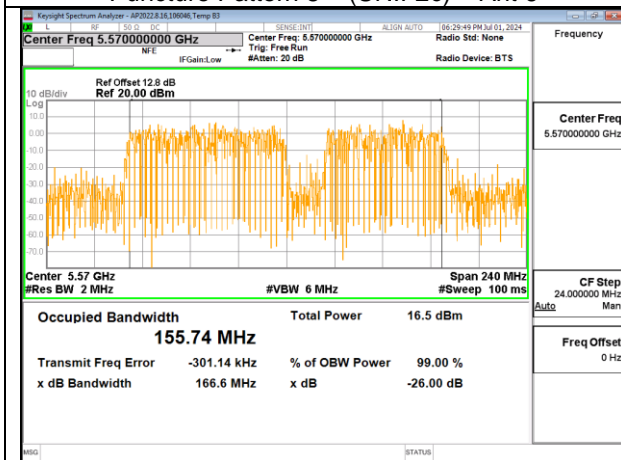 Keysight Spectrum Analyzer - AP2022.8.16,106046,Temp B3
L RF 50 Ω DC SENSE:INT ALIGN AUTO 06:29:49 PM Jul 01, 2024
Center Freq 5.570000000 GHz Center Freq: 5.570000000 GHz Radio Std: None Frequency
NFE Trig: Free Run
IFGain:Low #Atten: 20 dB Radio Device: BTS
Ref Offset 12.8 dB
10 dB/div Ref 20.00 dBm
Log
10.0
0.00
-10.0
-20.0
-30.0
-40.0
-50.0
-60.0
-70.0
Center Freq
5.570000000 GHz
Center 5.57 GHz Span 240 MHz
#Res BW 2 MHz #VBW 6 MHz #Sweep 100 ms
CF Step
24.000000 MHz
Auto Man
Occupied Bandwidth Total Power 16.5 dBm
155.74 MHz
Freq Offset
0 Hz
Transmit Freq Error -301.14 kHz % of OBW Power 99.00 %
x dB Bandwidth 166.6 MHz x dB -26.00 dB
MSG STATUS